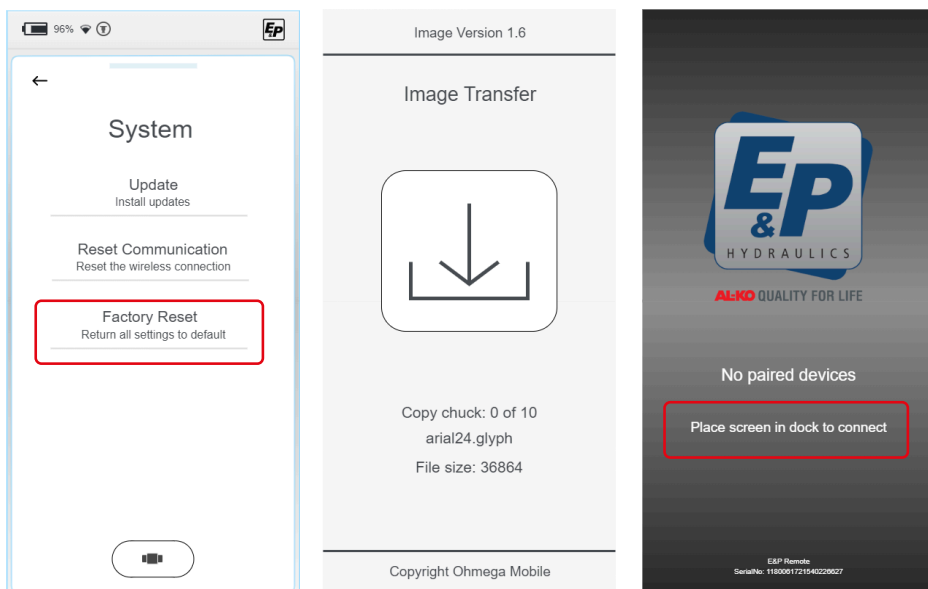 96%
E&P
System
Update
Install updates
Reset Communication
Reset the wireless connection
Factory Reset
Return all settings to default
Image Version 1.6
Image Transfer
Copy chuck: 0 of 10
arial24.glyph
File size: 36864
Copyright Ohmega Mobile
E&P
HYDRAULICS
AL-KO QUALITY FOR LIFE
No paired devices
Place screen in dock to connect
E&P Remote
SerialNo: 1180061721540226627